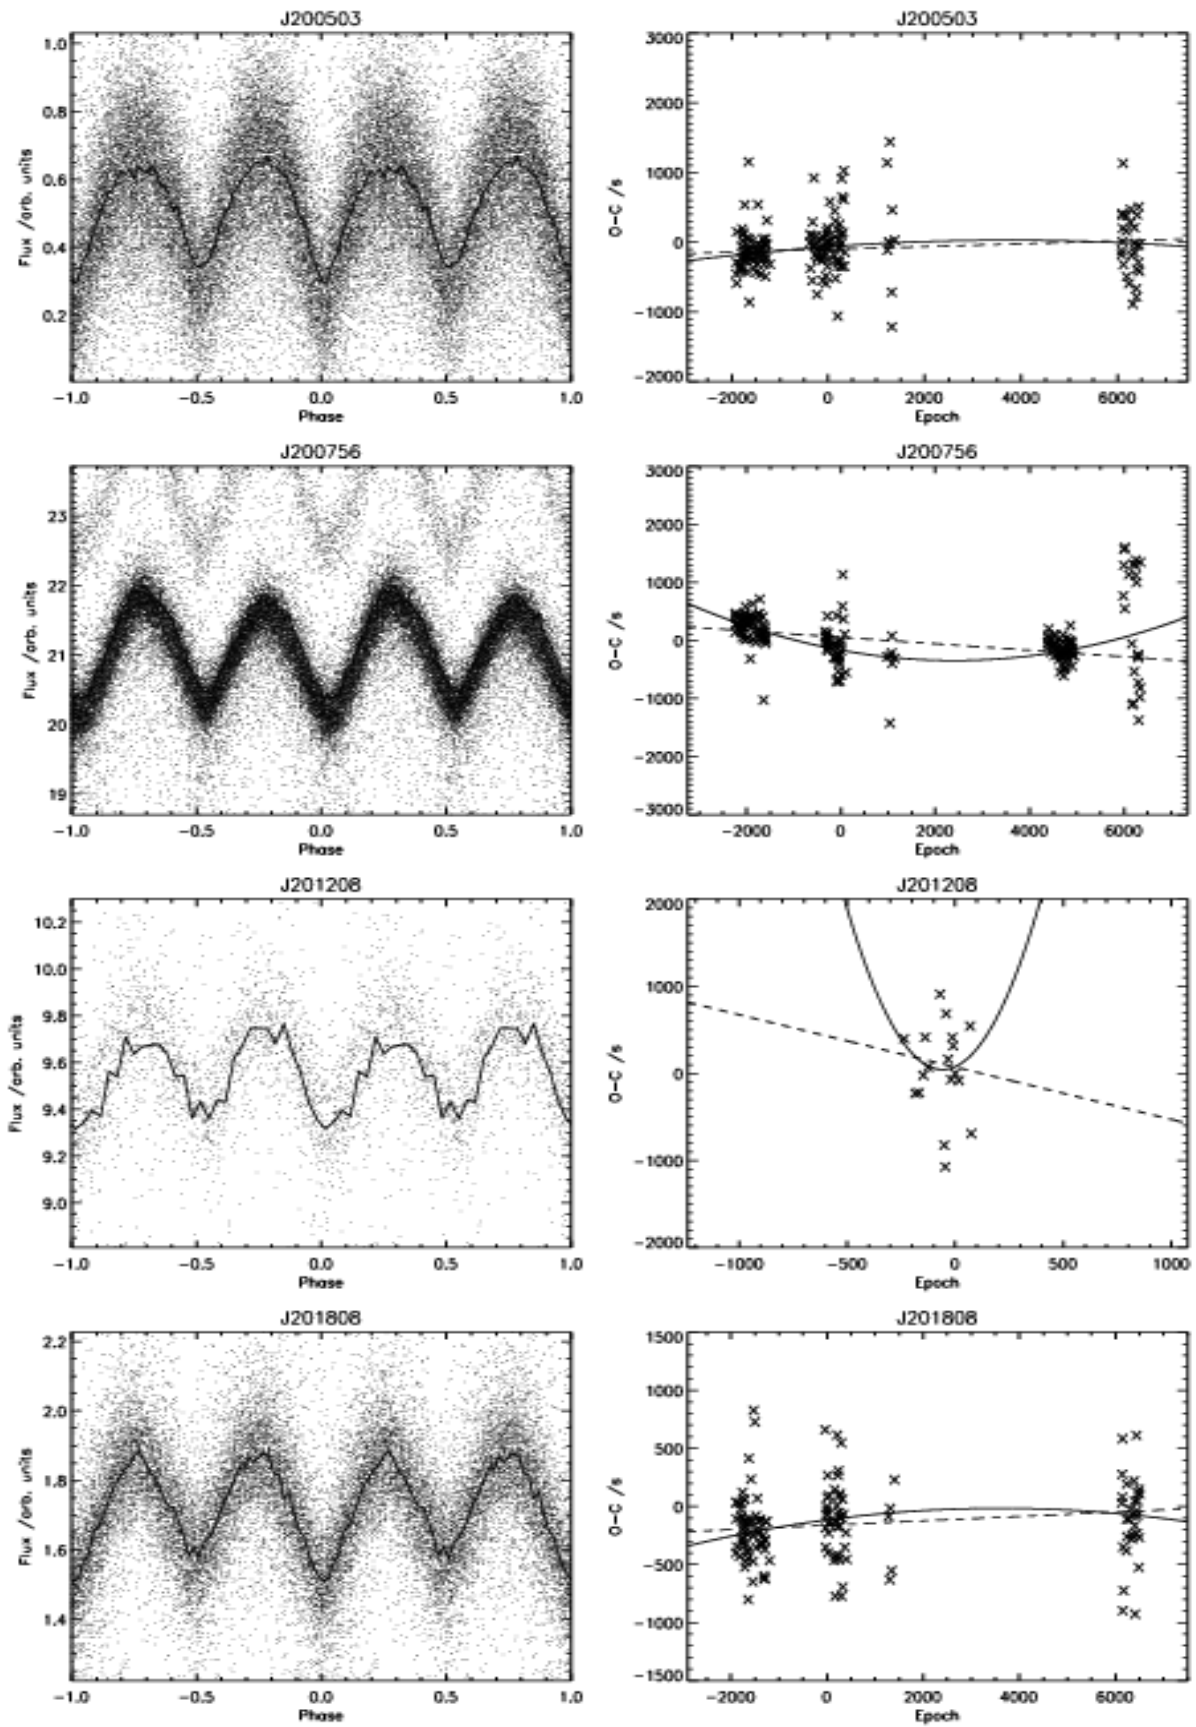 J200503
1.0
0.8
0.6
0.4
0.2
Flux /arb. units
-1.0 -0.5 0.0 0.5 1.0
Phase
J200503
3000
2000
1000
0
-1000
-2000
O-C /s
-2000 0 2000 4000 6000
Epoch
J200756
23
22
21
20
19
Flux /arb. units
-1.0 -0.5 0.0 0.5 1.0
Phase
J200756
3000
2000
1000
0
-1000
-2000
-3000
O-C /s
-2000 0 2000 4000 6000
Epoch
J201208
10.2
10.0
9.8
9.6
9.4
9.2
9.0
Flux /arb. units
-1.0 -0.5 0.0 0.5 1.0
Phase
J201208
2000
1000
0
-1000
-2000
O-C /s
-1000 -500 0 500 1000
Epoch
J201808
2.2
2.0
1.8
1.6
1.4
Flux /arb. units
-1.0 -0.5 0.0 0.5 1.0
Phase
J201808
1500
1000
500
0
-500
-1000
-1500
O-C /s
-2000 0 2000 4000 6000
Epoch